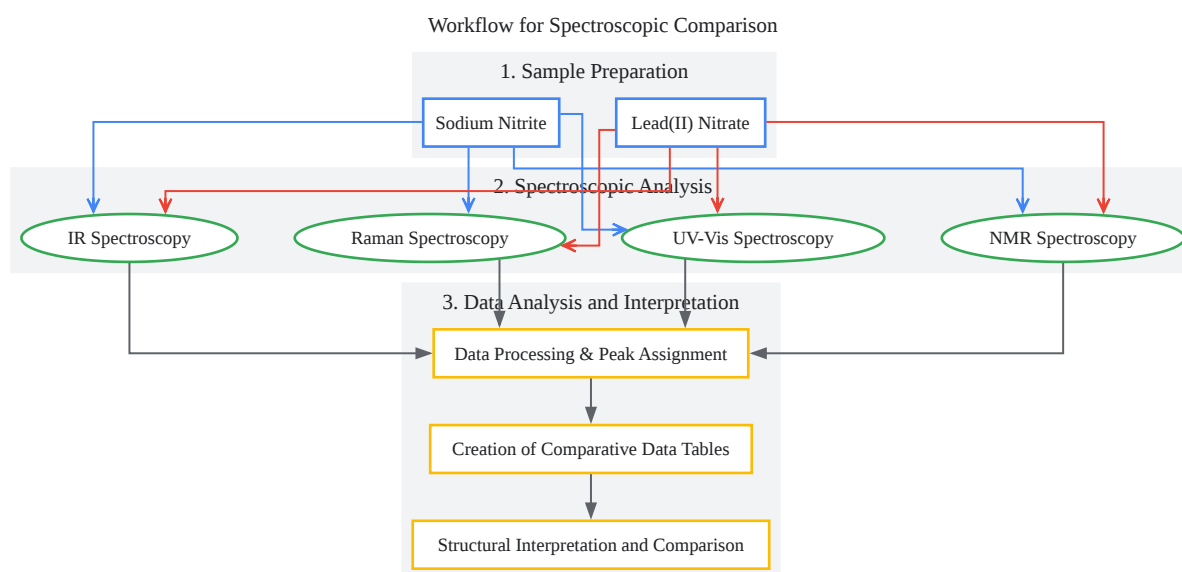 Workflow for Spectroscopic Comparison
1. Sample Preparation
Sodium Nitrite
Lead(II) Nitrate
2. Spectroscopic Analysis
IR Spectroscopy
Raman Spectroscopy
UV-Vis Spectroscopy
NMR Spectroscopy
3. Data Analysis and Interpretation
Data Processing & Peak Assignment
Creation of Comparative Data Tables
Structural Interpretation and Comparison